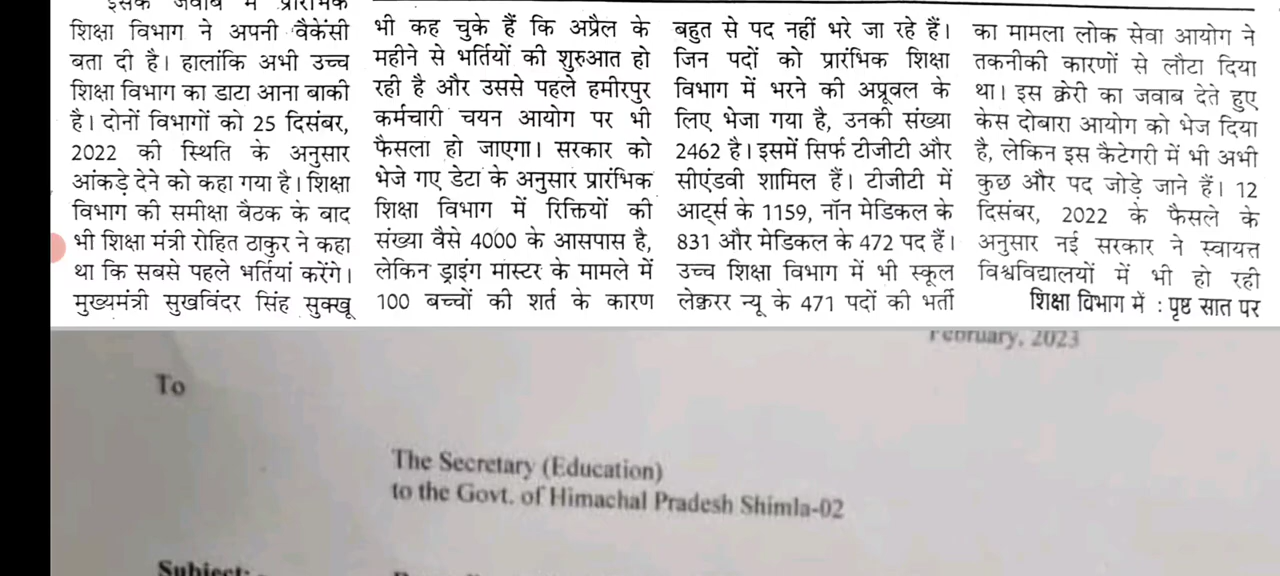 इसके जवाब में प्रारंभिक
शिक्षा विभाग ने अपनी वैकेंसी
बता दी है। हालांकि अभी उच्च
शिक्षा विभाग का डाटा आना बाकी
है। दोनों विभागों को 25 दिसंबर,
2022 की स्थिति के अनुसार
आंकड़े देने को कहा गया है। शिक्षा
विभाग की समीक्षा बैठक के बाद
भी शिक्षा मंत्री रोहित ठाकुर ने कहा
था कि सबसे पहले भर्तियां करेंगे।
मुख्यमंत्री सुखविंदर सिंह सुक्खू
भी कह चुके हैं कि अप्रैल के
महीने से भर्तियों की शुरुआत हो
रही है और उससे पहले हमीरपुर
कर्मचारी चयन आयोग पर भी
फैसला हो जाएगा। सरकार को
भेजे गए डेटा के अनुसार प्रारंभिक
शिक्षा विभाग में रिक्तियों की
संख्या वैसे 4000 के आसपास है,
लेकिन ड्राइंग मास्टर के मामले में
100 बच्चों की शर्त के कारण
बहुत से पद नहीं भरे जा रहे हैं।
जिन पदों को प्रारंभिक शिक्षा
विभाग में भरने की अप्रूवल के
लिए भेजा गया है, उनकी संख्या
2462 है। इसमें सिर्फ टीजीटी और
सीएंडवी शामिल हैं। टीजीटी में
आर्ट्स के 1159, नॉन मेडिकल के
831 और मेडिकल के 472 पद हैं।
उच्च शिक्षा विभाग में भी स्कूल
लेक्चरर न्यू के 471 पदों की भर्ती
का मामला लोक सेवा आयोग ने
तकनीकी कारणों से लौटा दिया
था। इस क्वेरी का जवाब देते हुए
केस दोबारा आयोग को भेज दिया
है, लेकिन इस कैटेगरी में भी अभी
कुछ और पद जोड़े जाने हैं। 12
दिसंबर, 2022 के फैसले के
अनुसार नई सरकार ने स्वायत्त
विश्वविद्यालयों में भी हो रही
शिक्षा विभाग में : पृष्ठ सात पर
February, 2023
To
The Secretary (Education)
to the Govt. of Himachal Pradesh Shimla-02
Subject: